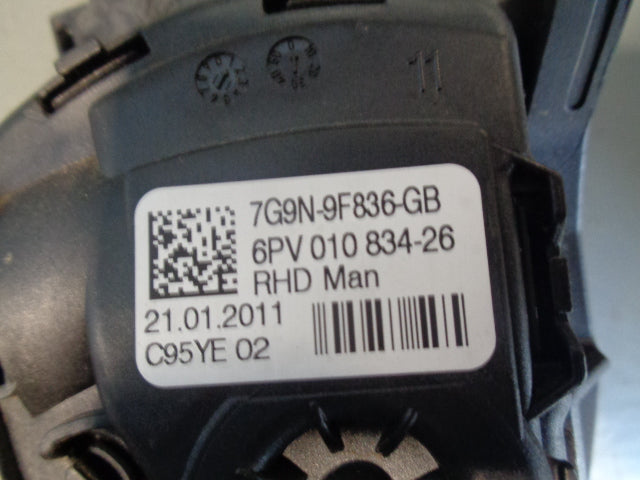 11
7G9N-9F836-GB
6PV 010 834-26
RHD Man
21.01.2011
C95YE 02